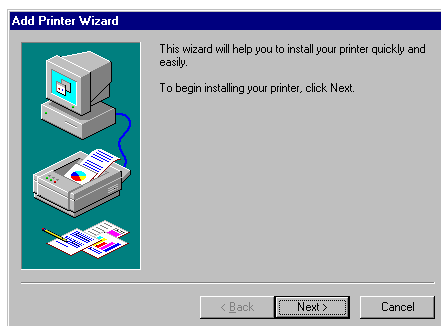 Add Printer Wizard
This wizard will help you to install your printer quickly and
easily.
To begin installing your printer, click Next.
< Back
Next >
Cancel